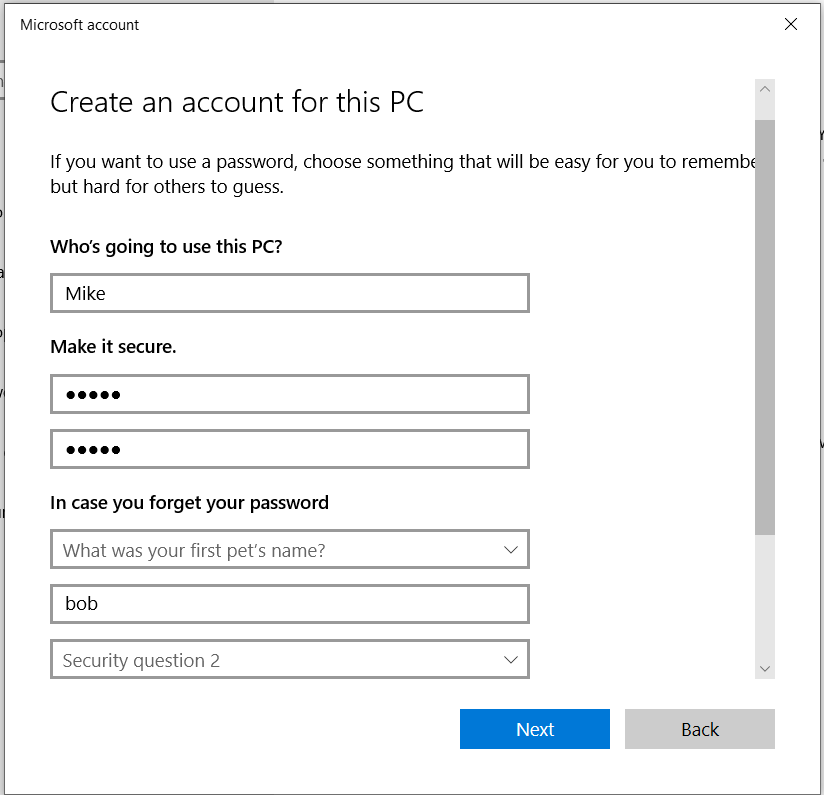 Microsoft account
Create an account for this PC
If you want to use a password, choose something that will be easy for you to remembe
but hard for others to guess.
Who's going to use this PC?
Mike
Make it secure.
●●●●●
●●●●●
In case you forget your password
What was your first pet's name?
bob
Security question 2
Next
Back